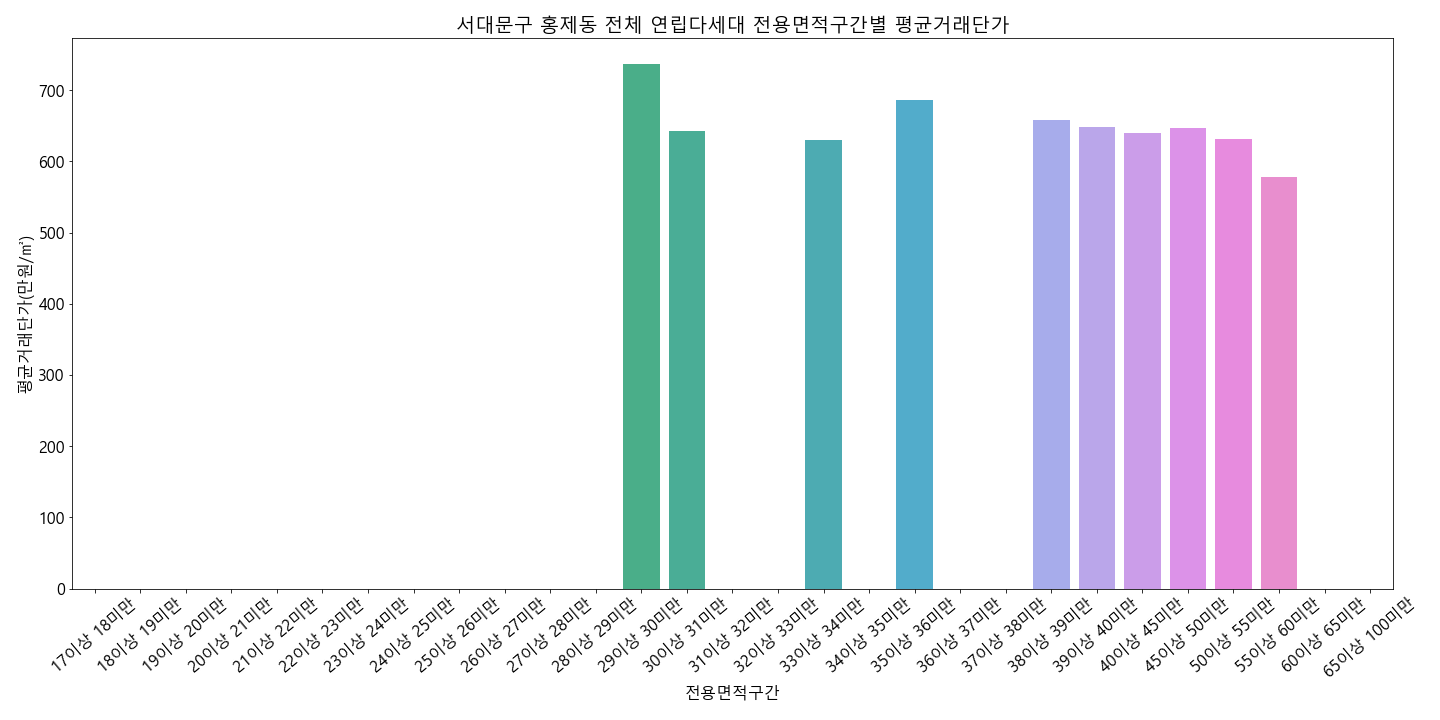 서대문구 홍제동 전체 연립다세대 전용면적구간별 평균거래단가
평균거래단가(만원/㎡)
700
600
500
400
300
200
100
0
17이상 18미만
18이상 19미만
19이상 20미만
20이상 21미만
21이상 22미만
22이상 23미만
23이상 24미만
24이상 25미만
25이상 26미만
26이상 27미만
27이상 28미만
28이상 29미만
29이상 30미만
30이상 31미만
31이상 32미만
32이상 33미만
33이상 34미만
34이상 35미만
35이상 36미만
36이상 37미만
37이상 38미만
38이상 39미만
39이상 40미만
40이상 45미만
45이상 50미만
50이상 55미만
55이상 60미만
60이상 65미만
65이상 100미만
전용면적구간